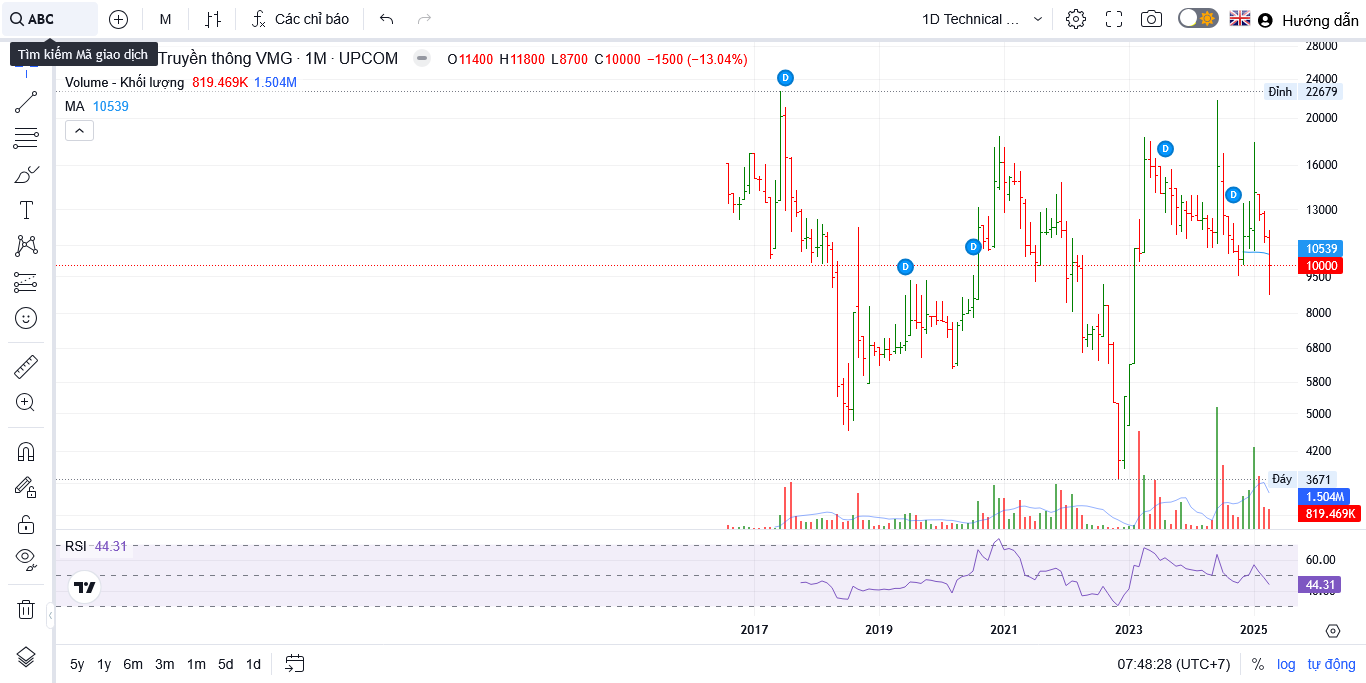 ABC
M
Các chỉ báo
1D Technical ...
Hướng dẫn
Tìm kiếm Mã giao dịch
Truyền thông VMG · 1M · UPCOM
O11400 H11800 L8700 C10000 −1500 (−13.04%)
Volume - Khối lượng 819.469K 1.504M
MA 10539
D
D
D
D
D
28000
24000
Đỉnh 22679
20000
16000
13000
10539
10000
9500
8000
6800
5800
5000
4200
Đáy 3671
1.504M
819.469K
RSI 44.31
60.00
44.31
2017 2019 2021 2023 2025
5y 1y 6m 3m 1m 5d 1d
07:48:28 (UTC+7) % log tự động